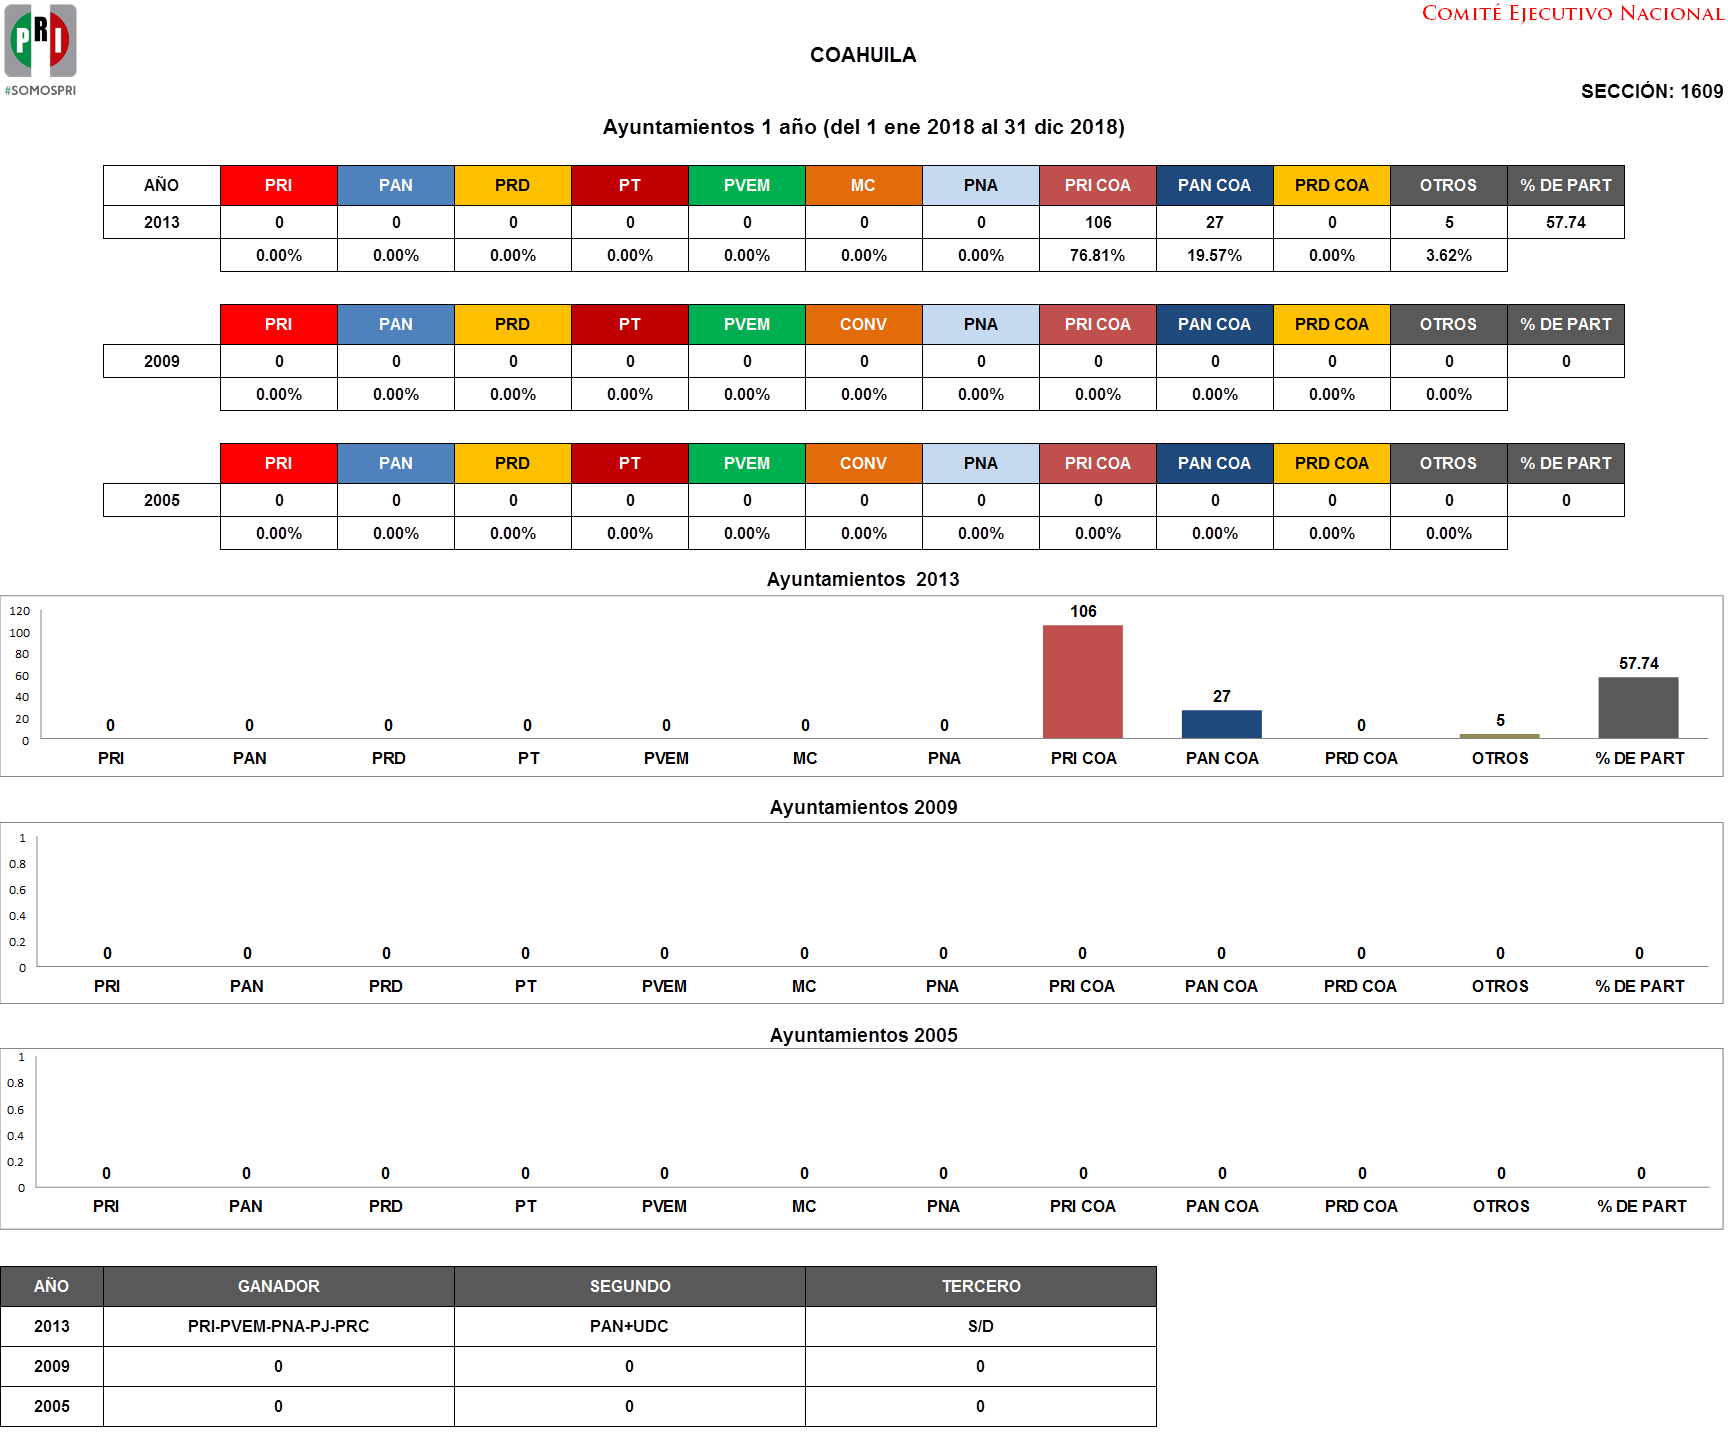 PRI
#SOMOSPRI
COMITÉ EJECUTIVO NACIONAL
COAHUILA
SECCIÓN: 1609
Ayuntamientos 1 año (del 1 ene 2018 al 31 dic 2018)
AÑO PRI PAN PRD PT PVEM MC PNA PRI COA PAN COA PRD COA OTROS % DE PART
2013 0 0 0 0 0 0 0 106 27 0 5 57.74
0.00% 0.00% 0.00% 0.00% 0.00% 0.00% 0.00% 76.81% 19.57% 0.00% 3.62%
PRI PAN PRD PT PVEM CONV PNA PRI COA PAN COA PRD COA OTROS % DE PART
2009 0 0 0 0 0 0 0 0 0 0 0 0
0.00% 0.00% 0.00% 0.00% 0.00% 0.00% 0.00% 0.00% 0.00% 0.00% 0.00%
PRI PAN PRD PT PVEM CONV PNA PRI COA PAN COA PRD COA OTROS % DE PART
2005 0 0 0 0 0 0 0 0 0 0 0 0
0.00% 0.00% 0.00% 0.00% 0.00% 0.00% 0.00% 0.00% 0.00% 0.00% 0.00%
Ayuntamientos 2013
120
100
80
60
40
20
0
0 0 0 0 0 0 0 106 27 0 5 57.74
PRI PAN PRD PT PVEM MC PNA PRI COA PAN COA PRD COA OTROS % DE PART
Ayuntamientos 2009
1
0.8
0.6
0.4
0.2
0
0 0 0 0 0 0 0 0 0 0 0 0
PRI PAN PRD PT PVEM MC PNA PRI COA PAN COA PRD COA OTROS % DE PART
Ayuntamientos 2005
1
0.8
0.6
0.4
0.2
0
0 0 0 0 0 0 0 0 0 0 0 0
PRI PAN PRD PT PVEM MC PNA PRI COA PAN COA PRD COA OTROS % DE PART
AÑO GANADOR SEGUNDO TERCERO
2013 PRI-PVEM-PNA-PJ-PRC PAN+UDC S/D
2009 0 0 0
2005 0 0 0